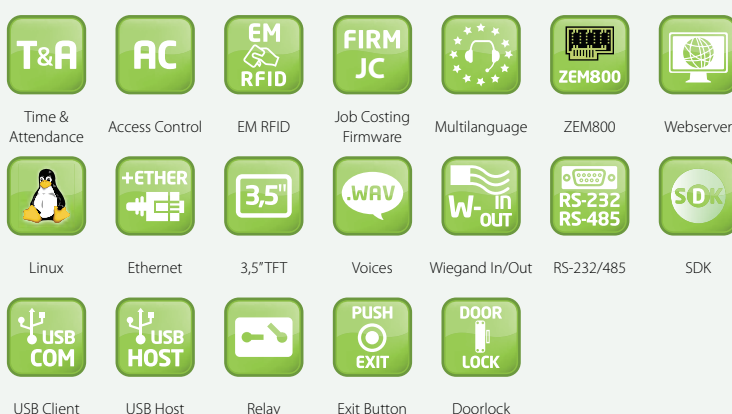 T&A
AC
EM
RFID
FIRM
JC
ZEM800
Time &
Attendance
Access Control
EM RFID
Job Costing
Firmware
Multilanguage
ZEM800
Webserver
+ETHER
3,5"
.WAV
W-IN
OUT
RS-232
RS-485
SDK
Linux
Ethernet
3,5”TFT
Voices
Wiegand In/Out
RS-232/485
SDK
USB
COM
USB
HOST
PUSH
EXIT
DOOR
LOCK
USB Client
USB Host
Relay
Exit Button
Doorlock